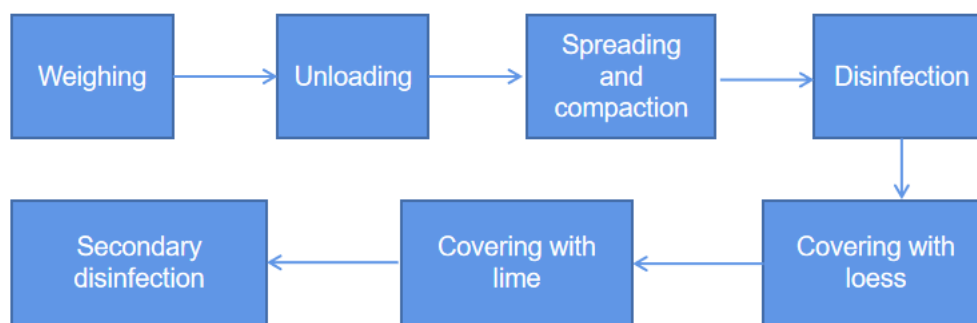 Weighing
Unloading
Spreading
and
compaction
Disinfection
Secondary
disinfection
Covering with
lime
Covering with
loess